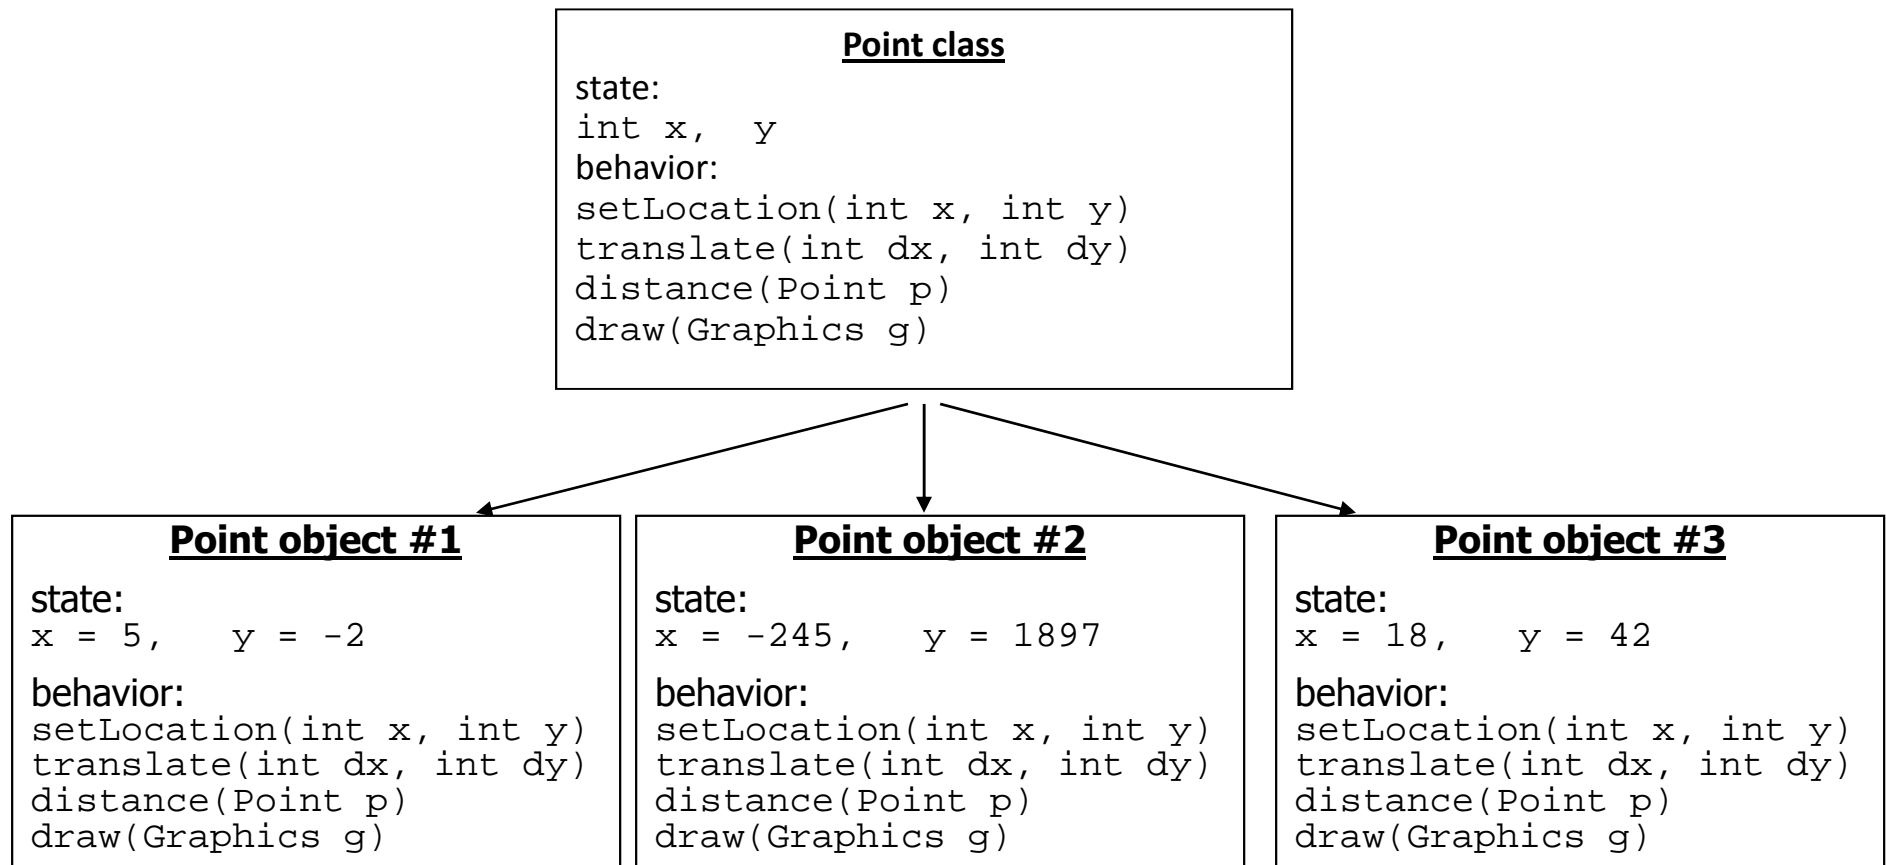 Point class
state:
int x,  y
behavior:
setLocation(int x, int y)
translate(int dx, int dy)
distance(Point p)
draw(Graphics g)
Point object #1
state:
x = 5,   y = -2
behavior:
setLocation(int x, int y)
translate(int dx, int dy)
distance(Point p)
draw(Graphics g)
Point object #2
state:
x = -245,   y = 1897
behavior:
setLocation(int x, int y)
translate(int dx, int dy)
distance(Point p)
draw(Graphics g)
Point object #3
state:
x = 18,   y = 42
behavior:
setLocation(int x, int y)
translate(int dx, int dy)
distance(Point p)
draw(Graphics g)